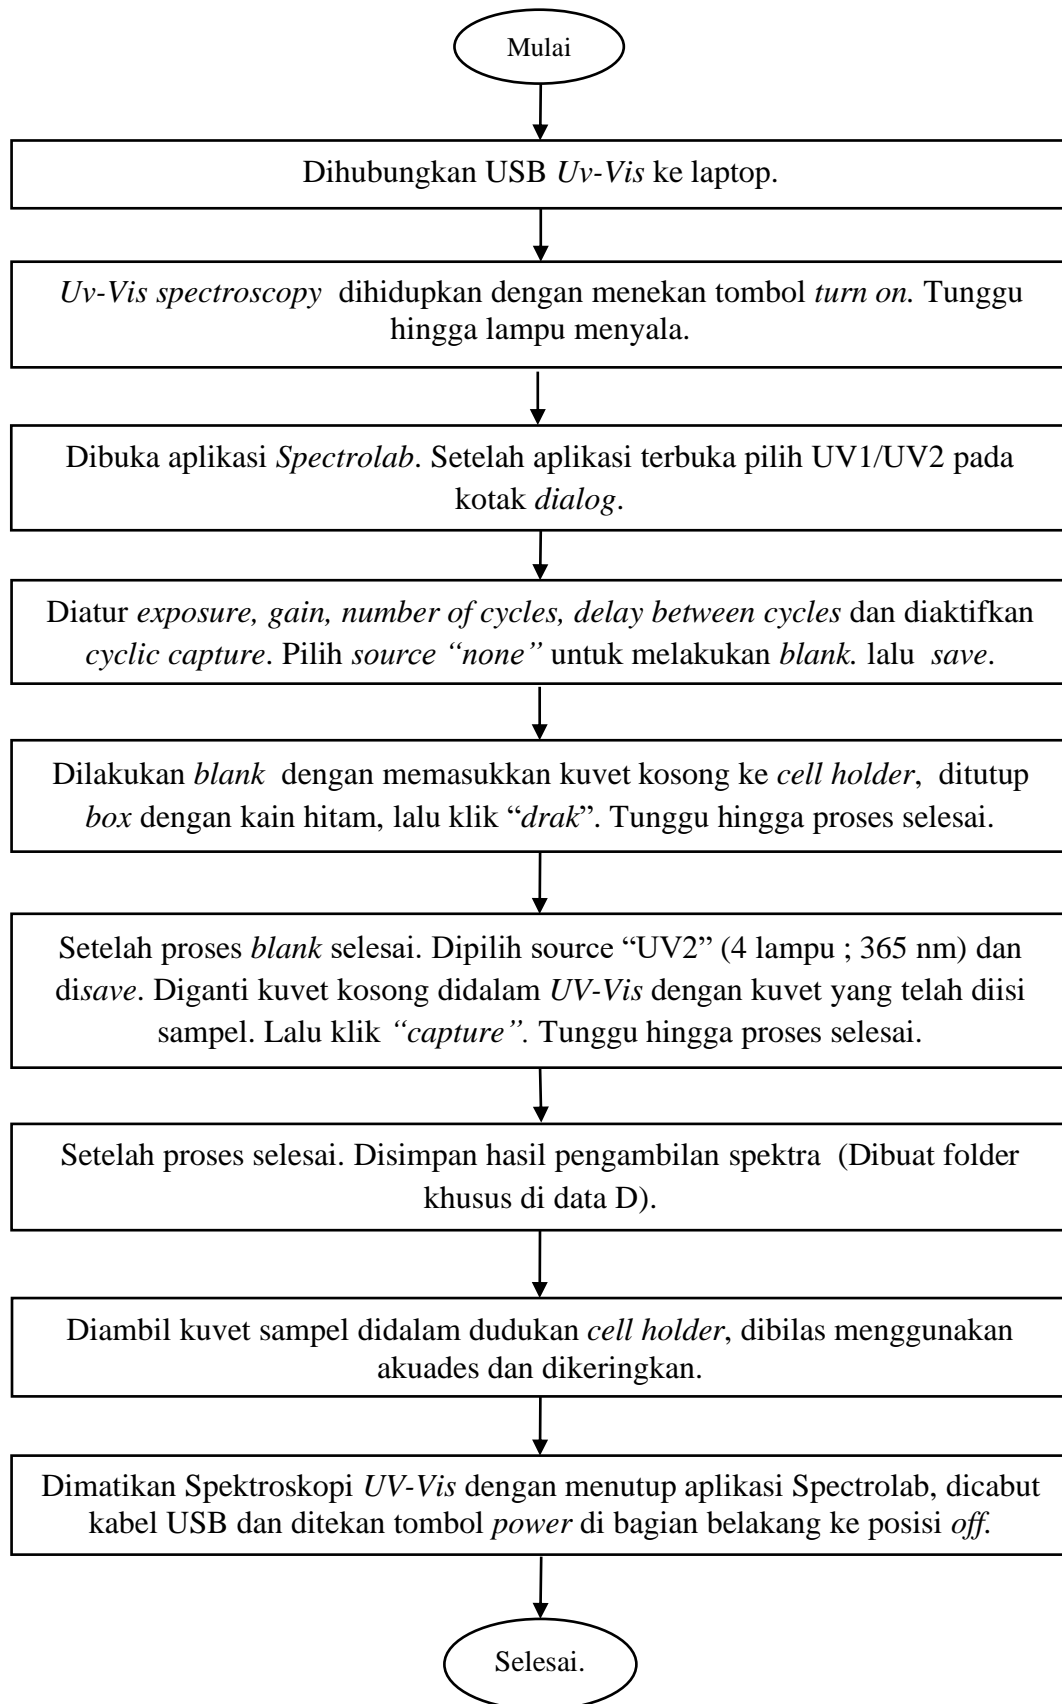 Mulai
Dihubungkan USB Uv-Vis ke laptop.
Uv-Vis spectroscopy dihidupkan dengan menekan tombol turn on. Tunggu
hingga lampu menyala.
Dibuka aplikasi Spectrolab. Setelah aplikasi terbuka pilih UV1/UV2 pada
kotak dialog.
Diatur exposure, gain, number of cycles, delay between cycles dan diaktifkan
cyclic capture. Pilih source “none” untuk melakukan blank. lalu save.
Dilakukan blank dengan memasukkan kuvet kosong ke cell holder, ditutup
box dengan kain hitam, lalu klik “drak”. Tunggu hingga proses selesai.
Setelah proses blank selesai. Dipilih source “UV2” (4 lampu ; 365 nm) dan
disave. Diganti kuvet kosong didalam UV-Vis dengan kuvet yang telah diisi
sampel. Lalu klik “capture”. Tunggu hingga proses selesai.
Setelah proses selesai. Disimpan hasil pengambilan spektra (Dibuat folder
khusus di data D).
Diambil kuvet sampel didalam dudukan cell holder, dibilas menggunakan
akuades dan dikeringkan.
Dimatikan Spektroskopi UV-Vis dengan menutup aplikasi Spectrolab, dicabut
kabel USB dan ditekan tombol power di bagian belakang ke posisi off.
Selesai.